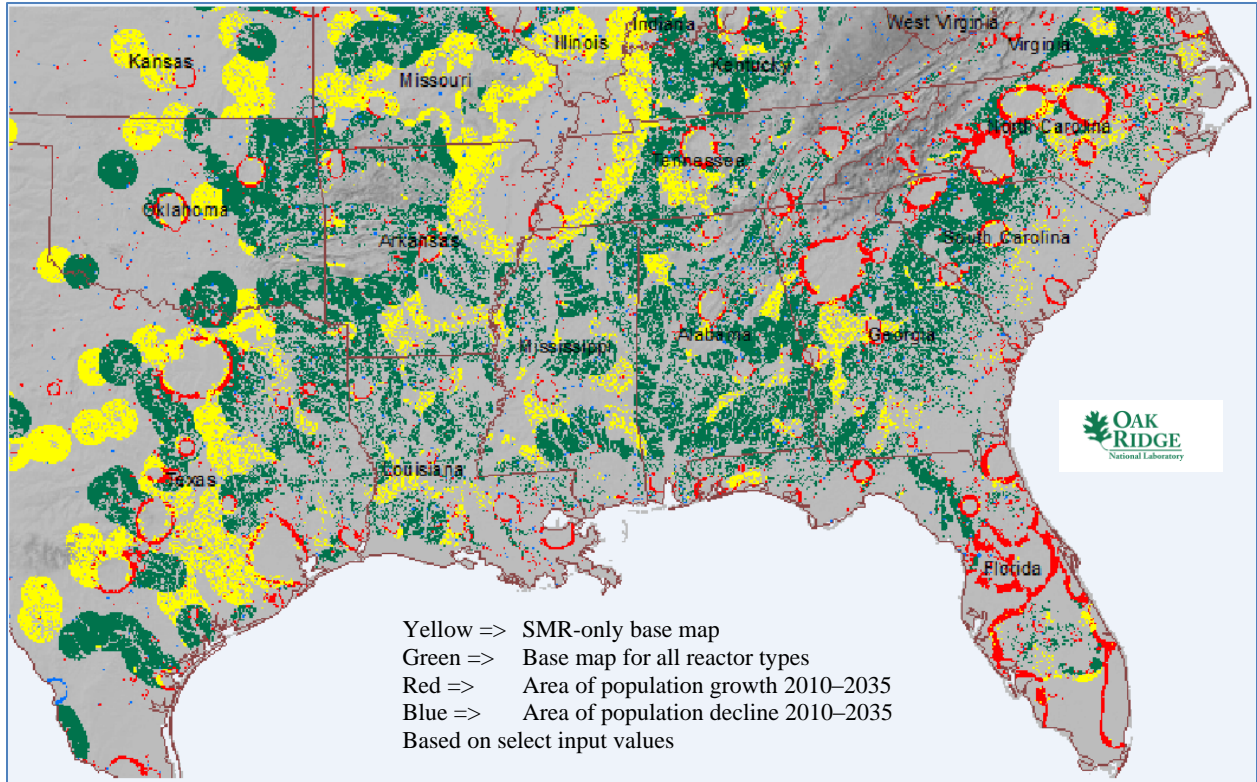 Indiana
West Virginia
Illinois
Virginia
Kansas
Kentucky
Missouri
North Carolina
Tennessee
Oklahoma
Arkansas
South Carolina
Alabama
Georgia
Mississippi
Louisiana
Texas
OAK
RIDGE
National Laboratory
Florida
Yellow => SMR-only base map
Green => Base map for all reactor types
Red => Area of population growth 2010–2035
Blue => Area of population decline 2010–2035
Based on select input values